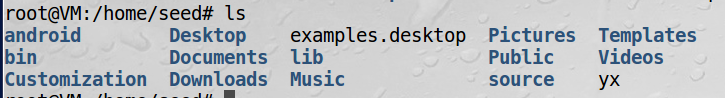 root@VM:/home/seed# ls
android Desktop examples.desktop Pictures Templates
bin Documents lib Public Videos
Customization Downloads Music source yx
root@VM:/home/seed#